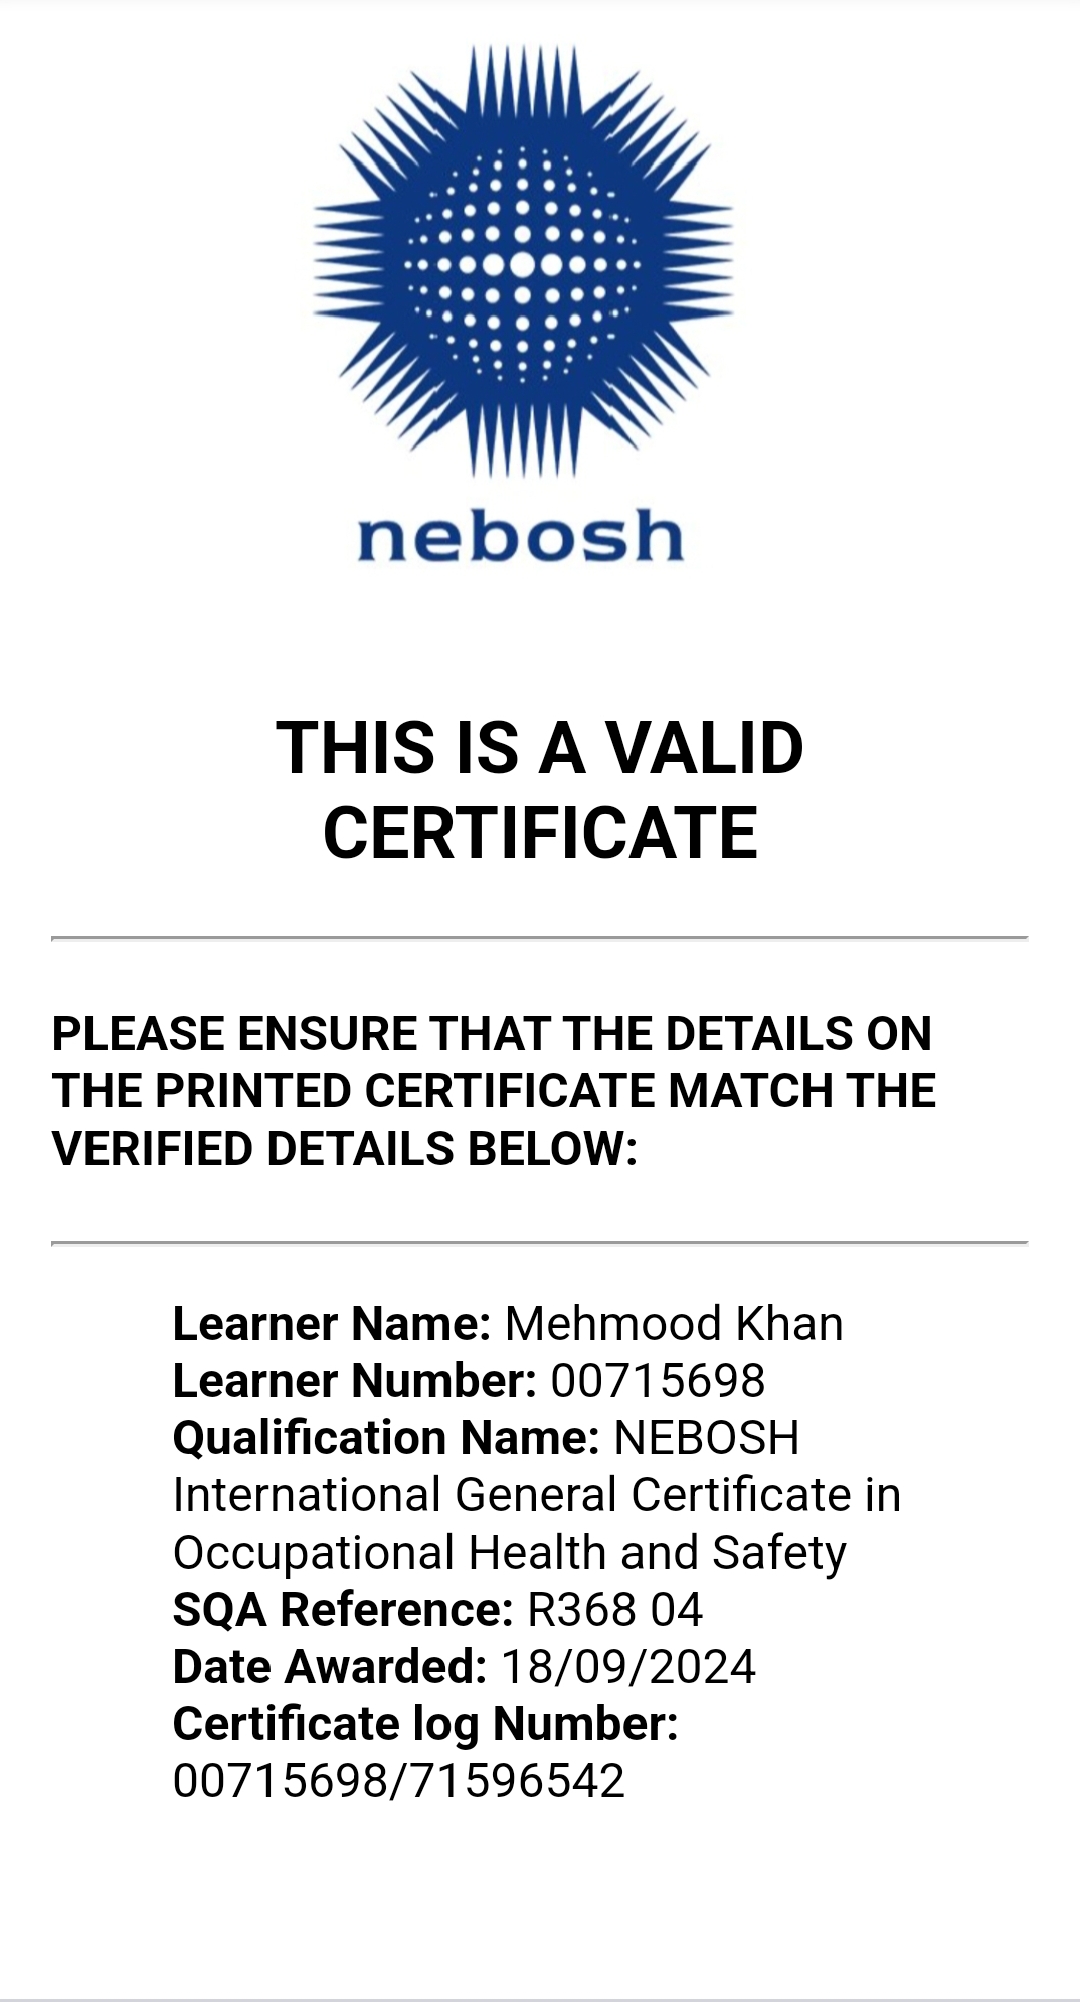 nebosh
THIS IS A VALID
CERTIFICATE
PLEASE ENSURE THAT THE DETAILS ON
THE PRINTED CERTIFICATE MATCH THE
VERIFIED DETAILS BELOW:
Learner Name: Mehmood Khan
Learner Number: 00715698
Qualification Name: NEBOSH
International General Certificate in
Occupational Health and Safety
SQA Reference: R368 04
Date Awarded: 18/09/2024
Certificate log Number:
00715698/71596542